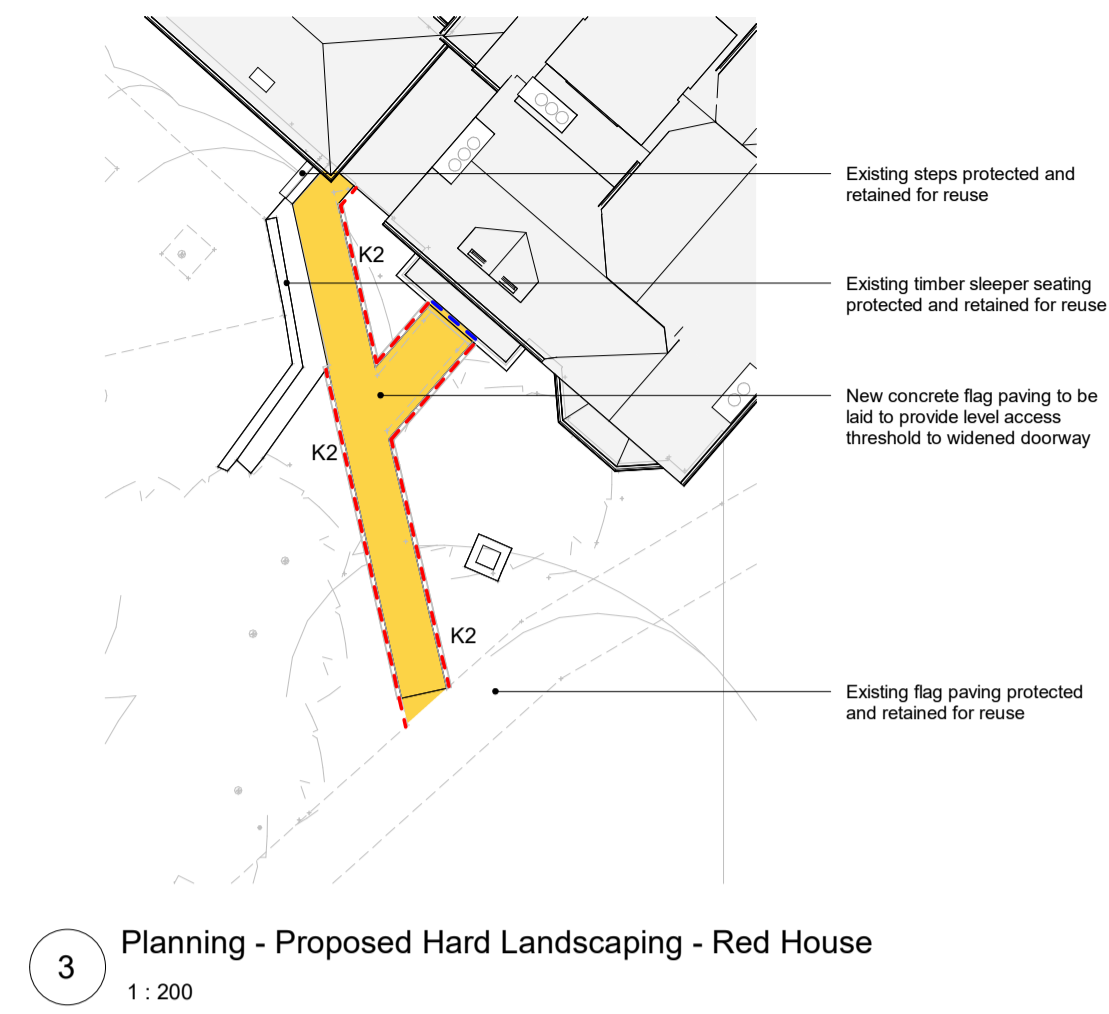 Existing steps protected and
retained for reuse
K2
Existing timber sleeper seating
protected and retained for reuse
New concrete flag paving to be
laid to provide level access
threshold to widened doorway
K2
K2
Existing flag paving protected
and retained for reuse
3
Planning - Proposed Hard Landscaping - Red House
1 : 200